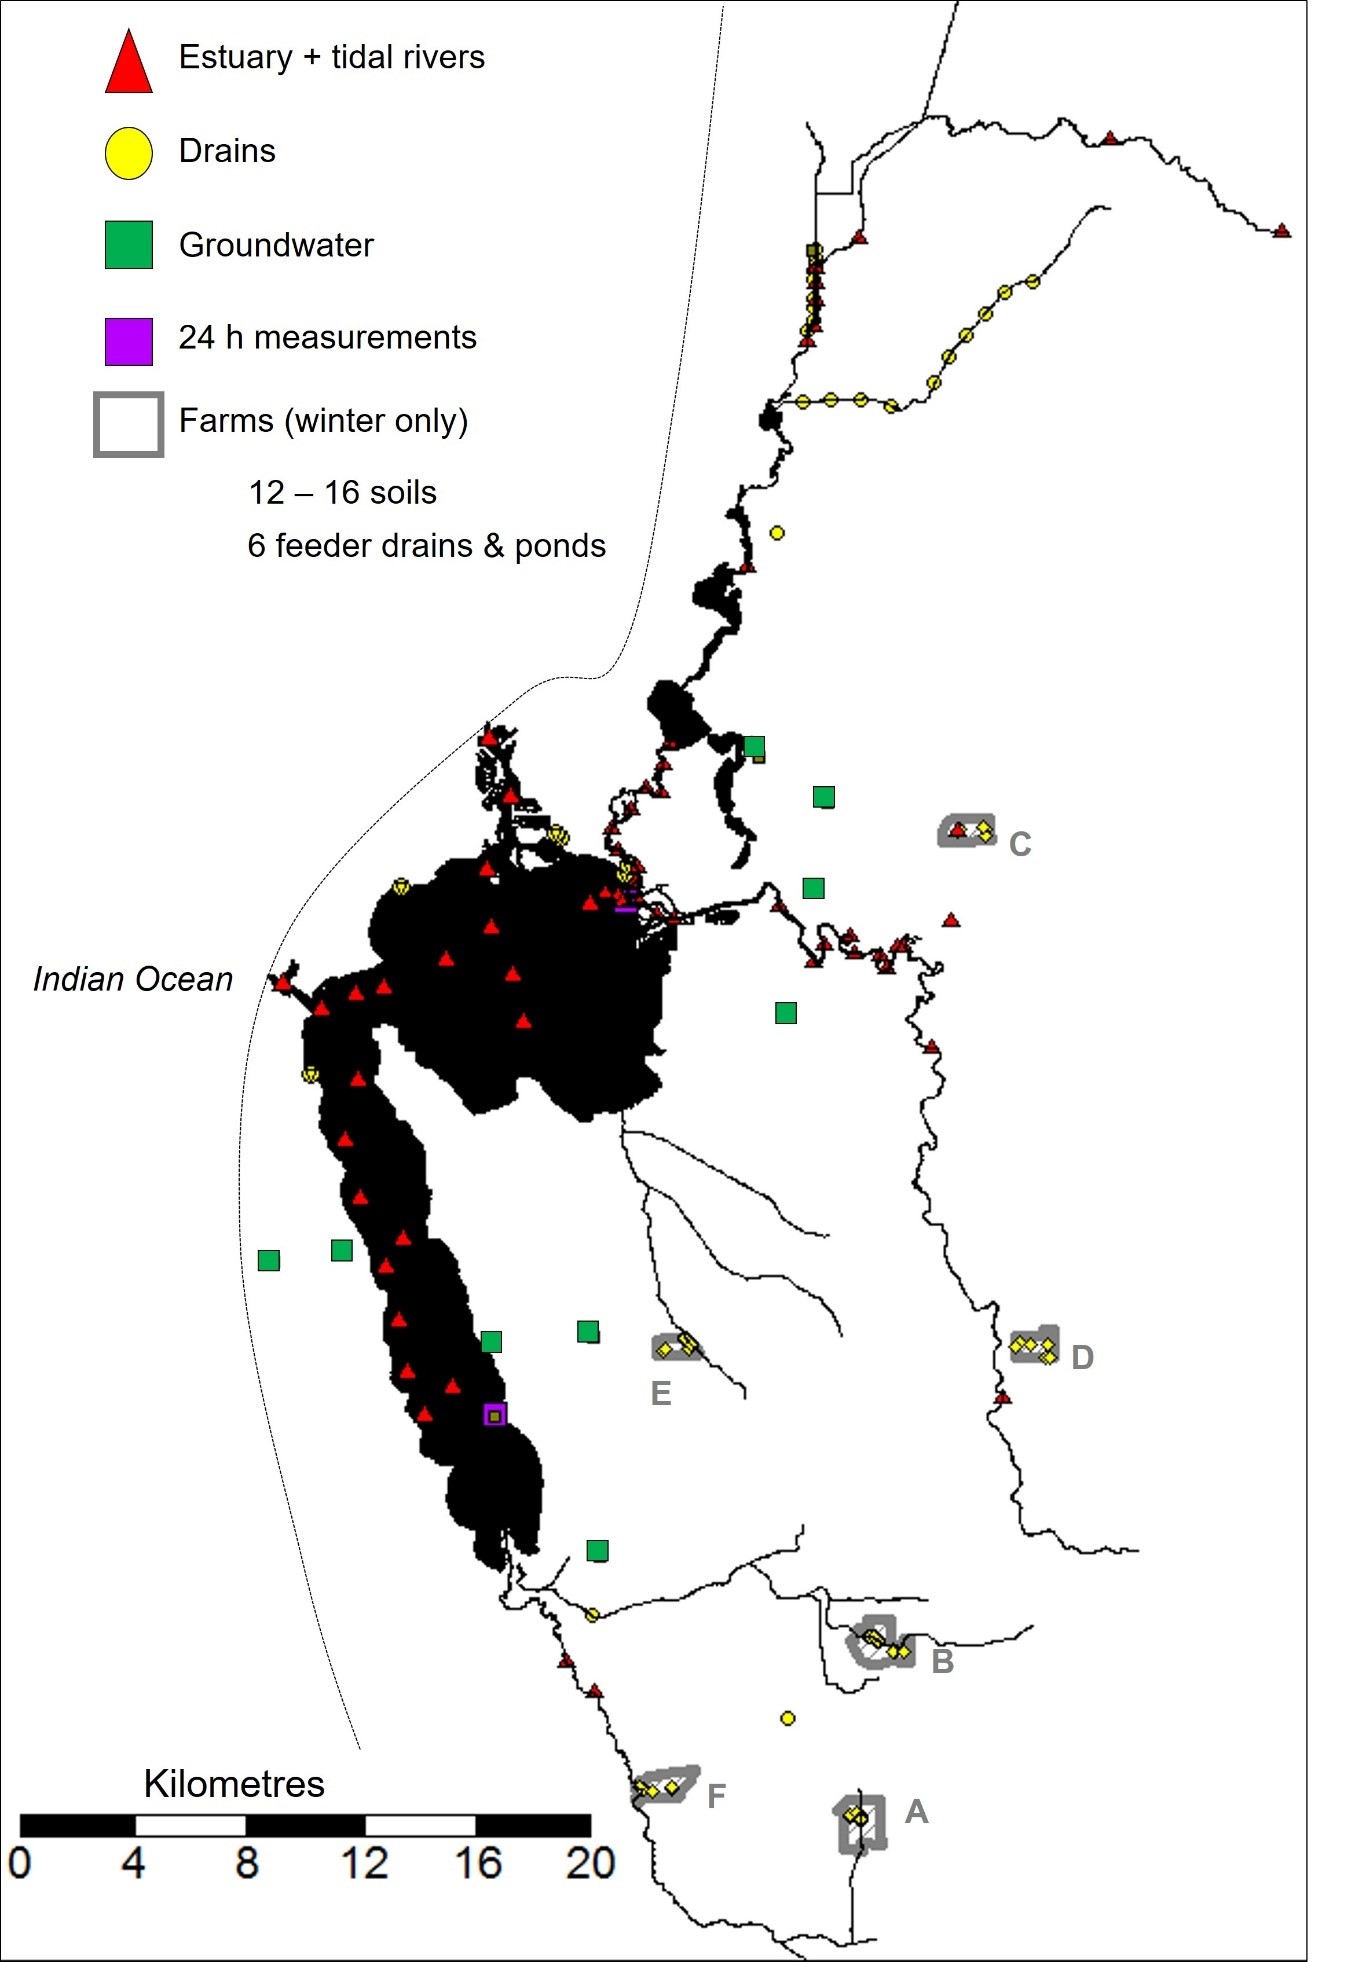 Estuary + tidal rivers
Drains
Groundwater
24 h measurements
Farms (winter only)
12 – 16 soils
6 feeder drains & ponds
C
Indian Ocean
D
E
B
F
A
Kilometres
0 4 8 12 16 20